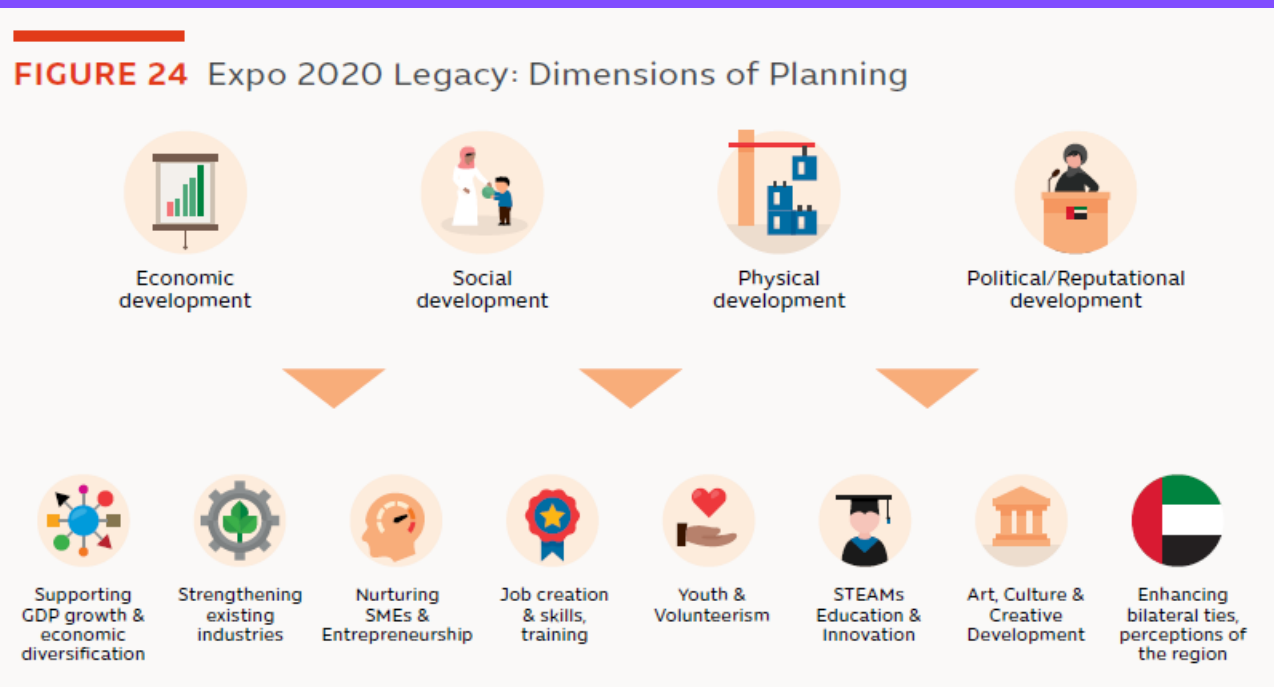 FIGURE 24 Expo 2020 Legacy: Dimensions of Planning
Economic
development
Social
development
Physical
development
Political/Reputational
development
Supporting
GDP growth &
economic
diversification
Strengthening
existing
industries
Nurturing
SMEs &
Entrepreneurship
Job creation
& skills,
training
Youth &
Volunteerism
STEAMs
Education &
Innovation
Art, Culture &
Creative
Development
Enhancing
bilateral ties,
perceptions of
the region